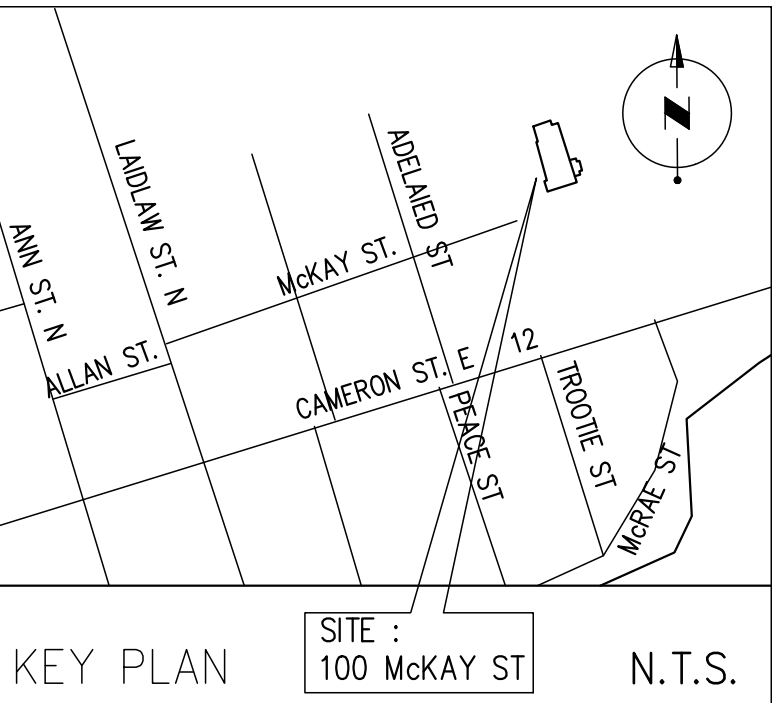 ANN ST. N
LAIDLAW ST. N
ADELAIED ST
N
McKAY ST.
ALLAN ST.
CAMERON ST. E 12
PEACE ST
TROOTIE ST
McRAE ST
SITE :
100 McKAY ST
KEY PLAN
N.T.S.